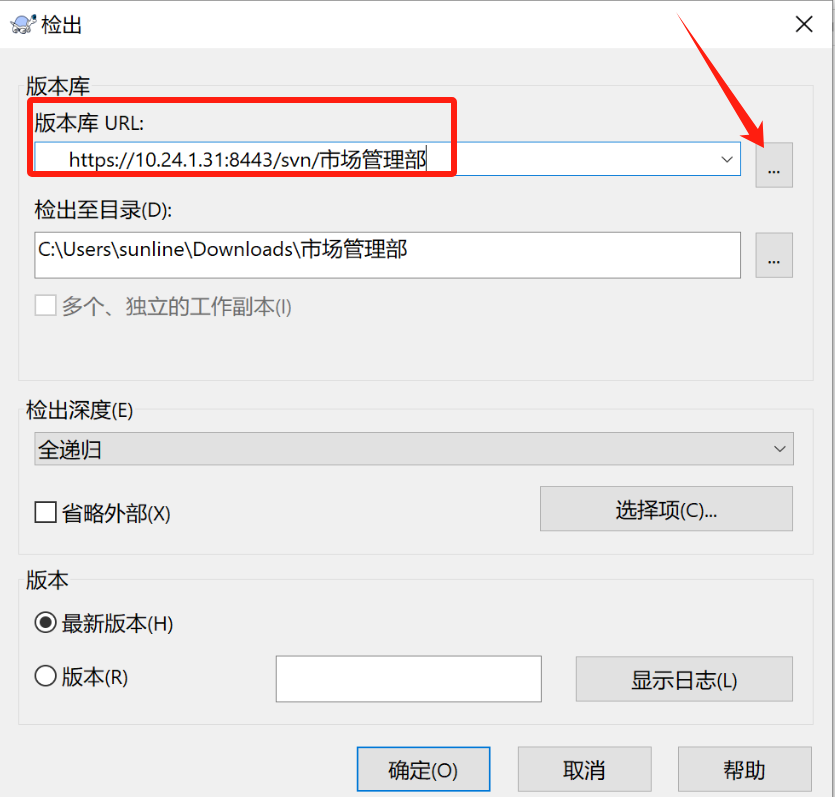 检出
版本库
版本库 URL:
https://10.24.1.31:8443/svn/市场管理部
...
检出至目录(D):
C:\Users\sunline\Downloads\市场管理部
...
多个、独立的工作副本(I)
检出深度(E)
全递归
省略外部(X)
选择项(C)...
版本
最新版本(H)
版本(R)
显示日志(L)
确定(O)
取消
帮助